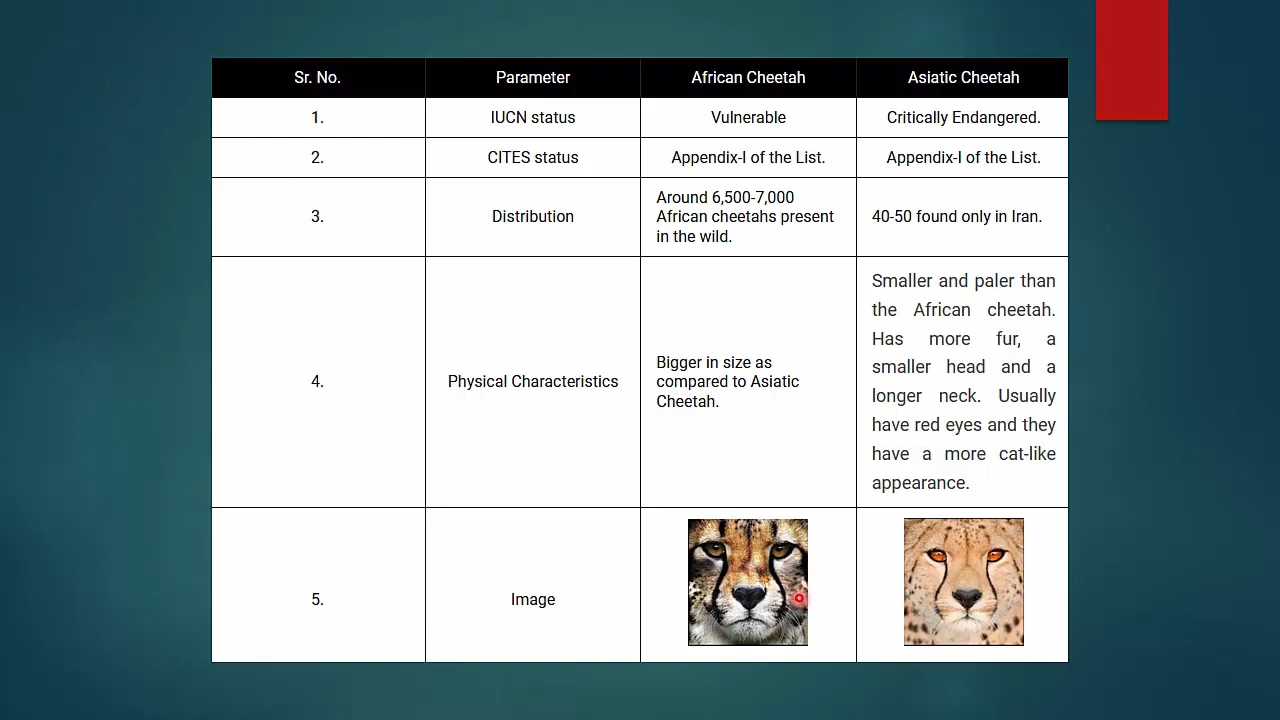 Sr. No. Parameter African Cheetah Asiatic Cheetah
1. IUCN status Vulnerable Critically Endangered.
2. CITES status Appendix-I of the List. Appendix-I of the List.
3. Distribution
Around 6,500-7,000
African cheetahs present
in the wild.
40-50 found only in Iran.
4. Physical Characteristics
Bigger in size as
compared to Asiatic
Cheetah.
Smaller and paler than
the African cheetah.
Has more fur, a
smaller head and a
longer neck. Usually
have red eyes and they
have a more cat-like
appearance.
5. Image